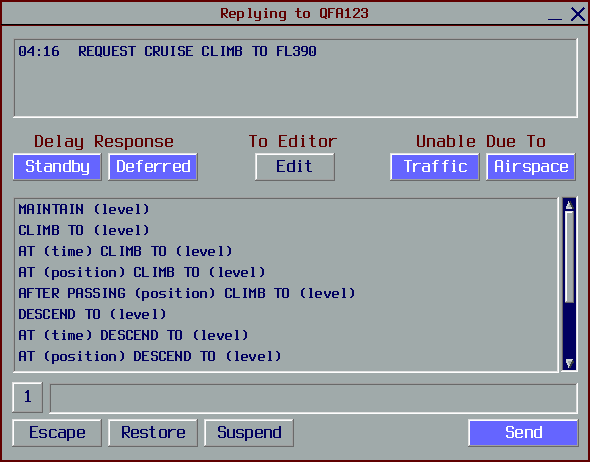 Replying to QFA123
04:16 REQUEST CRUISE CLIMB TO FL390
Delay Response To Editor Unable Due To
Standby Deferred Edit Traffic Airspace
MAINTAIN (level)
CLIMB TO (level)
AT (time) CLIMB TO (level)
AT (position) CLIMB TO (level)
AFTER PASSING (position) CLIMB TO (level)
DESCEND TO (level)
AT (time) DESCEND TO (level)
AT (position) DESCEND TO (level)
1
Escape Restore Suspend Send